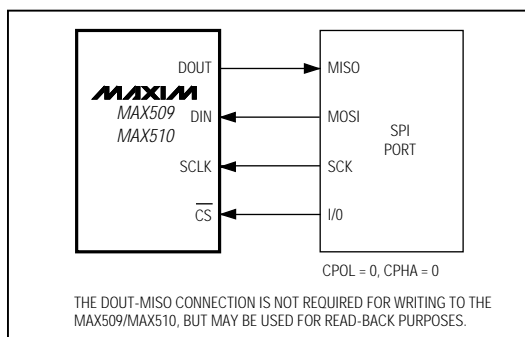 DOUT
MISO
MAXIM
MAX509
DIN
MOSI
MAX510
SPI
PORT
SCLK
SCK
CS
I/0
CPOL = 0, CPHA = 0
THE DOUT-MISO CONNECTION IS NOT REQUIRED FOR WRITING TO THE
MAX509/MAX510, BUT MAY BE USED FOR READ-BACK PURPOSES.